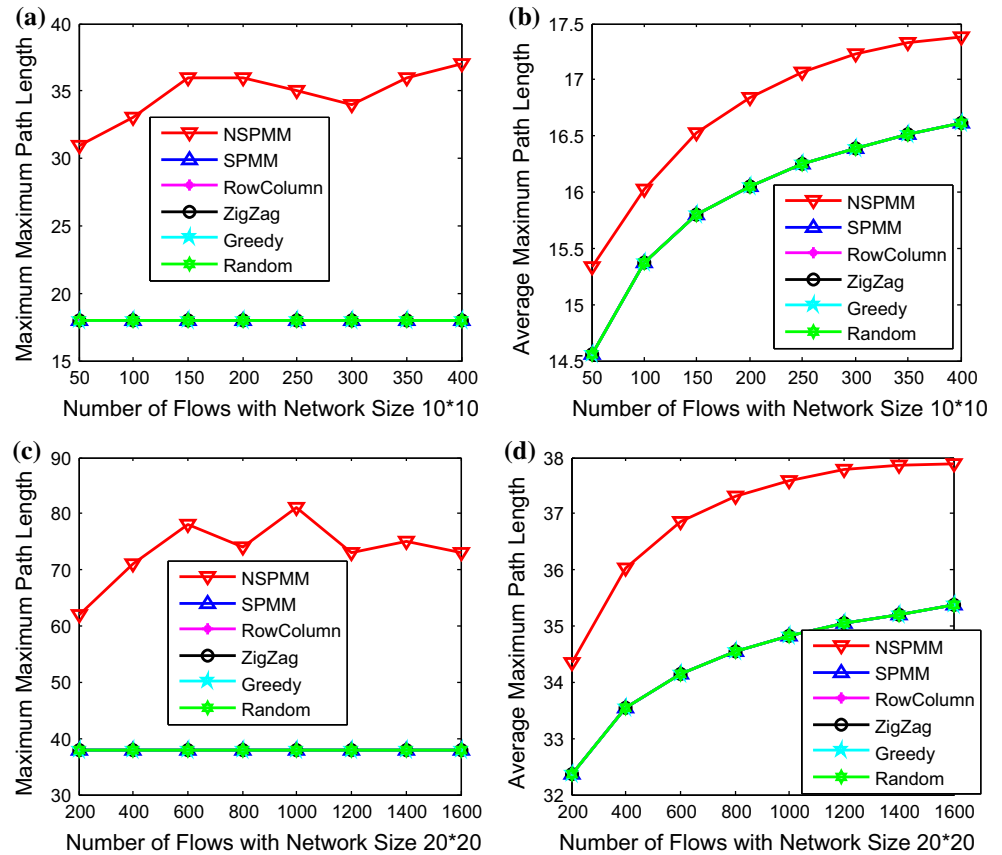 (a)
Maximum Maximum Path Length
40
35
30
25
20
15
NSPMM
SPMM
RowColumn
ZigZag
Greedy
Random
50 100 150 200 250 300 350 400
Number of Flows with Network Size 10*10
(b)
Average Maximum Path Length
17.5
17
16.5
16
15.5
15
14.5
NSPMM
SPMM
RowColumn
ZigZag
Greedy
Random
50 100 150 200 250 300 350 400
Number of Flows with Network Size 10*10
(c)
Maximum Maximum Path Length
90
80
70
60
50
40
30
NSPMM
SPMM
RowColumn
ZigZag
Greedy
Random
200 400 600 800 1000 1200 1400 1600
Number of Flows with Network Size 20*20
(d)
Average Maximum Path Length
38
37
36
35
34
33
32
NSPMM
SPMM
RowColumn
ZigZag
Greedy
Random
200 400 600 800 1000 1200 1400 1600
Number of Flows with Network Size 20*20